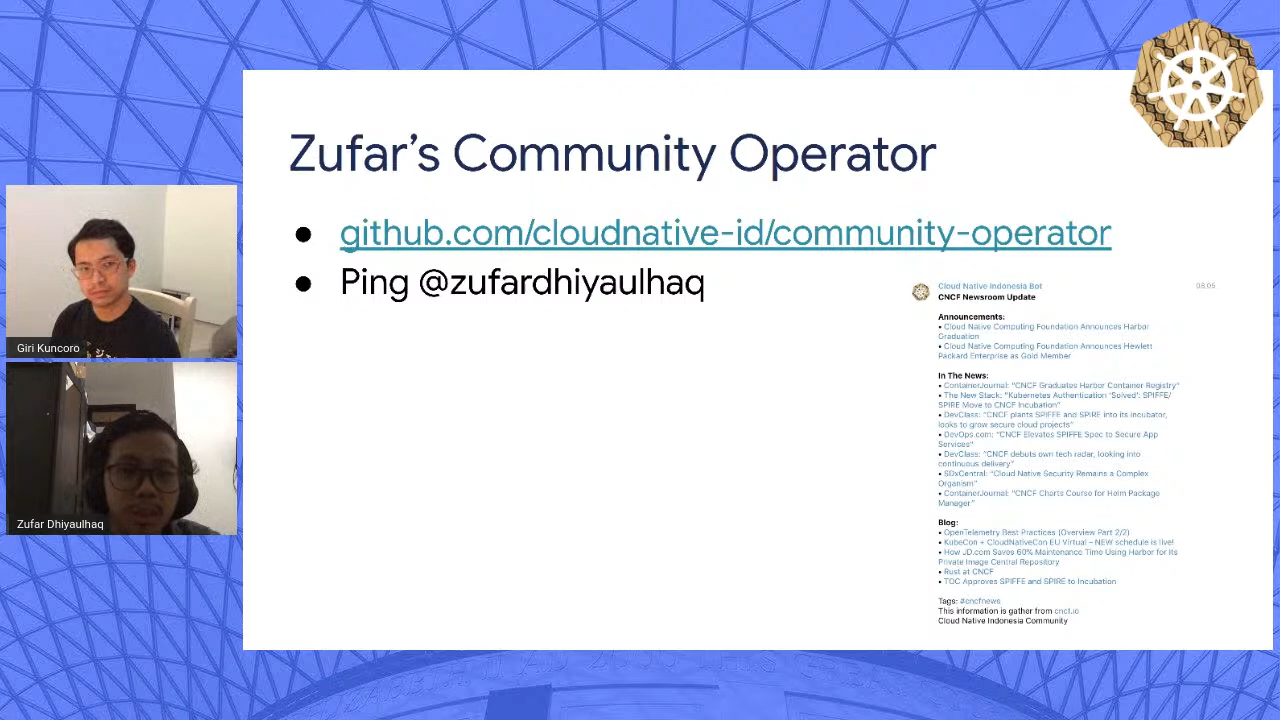 Zufar's Community Operator
● github.com/cloudnative-id/community-operator
● Ping @zufardhiyaulhaq
Giri Kuncoro
Zufar Dhiyaulhaq
Cloud Native Indonesia Bot
08.05
CNCF Newsroom Update
Announcements:
• Cloud Native Computing Foundation Announces Harbor
Graduation
• Cloud Native Computing Foundation Announces Hewlett
Packard Enterprise as Gold Member
In The News:
• ContainerJournal: "CNCF Graduates Harbor Container Registry"
• The New Stack: "Kubernetes Authentication 'Solved': SPIFFE/
SPIRE Move to CNCF Incubation"
• DevClass: "CNCF plants SPIFFE and SPIRE into its incubator,
looks to grow secure cloud projects"
• DevOps.com: "CNCF Elevates SPIFFE Spec to Secure App
Services"
• DevClass: "CNCF debuts own tech radar, looking into
continuous delivery"
• SDxCentral: "Cloud Native Security Remains a Complex
Organism"
• ContainerJournal: "CNCF Charts Course for Helm Package
Manager"
Blog:
• OpenTelemetry Best Practices (Overview Part 2/2)
• KubeCon + CloudNativeCon EU Virtual – NEW schedule is live!
• How JD.com Saves 60% Maintenance Time Using Harbor for Its
Private Image Central Repository
• Rust at CNCF
• TOC Approves SPIFFE and SPIRE to Incubation
Tags: #cncfnews
This information is gather from cncf.io
Cloud Native Indonesia Community